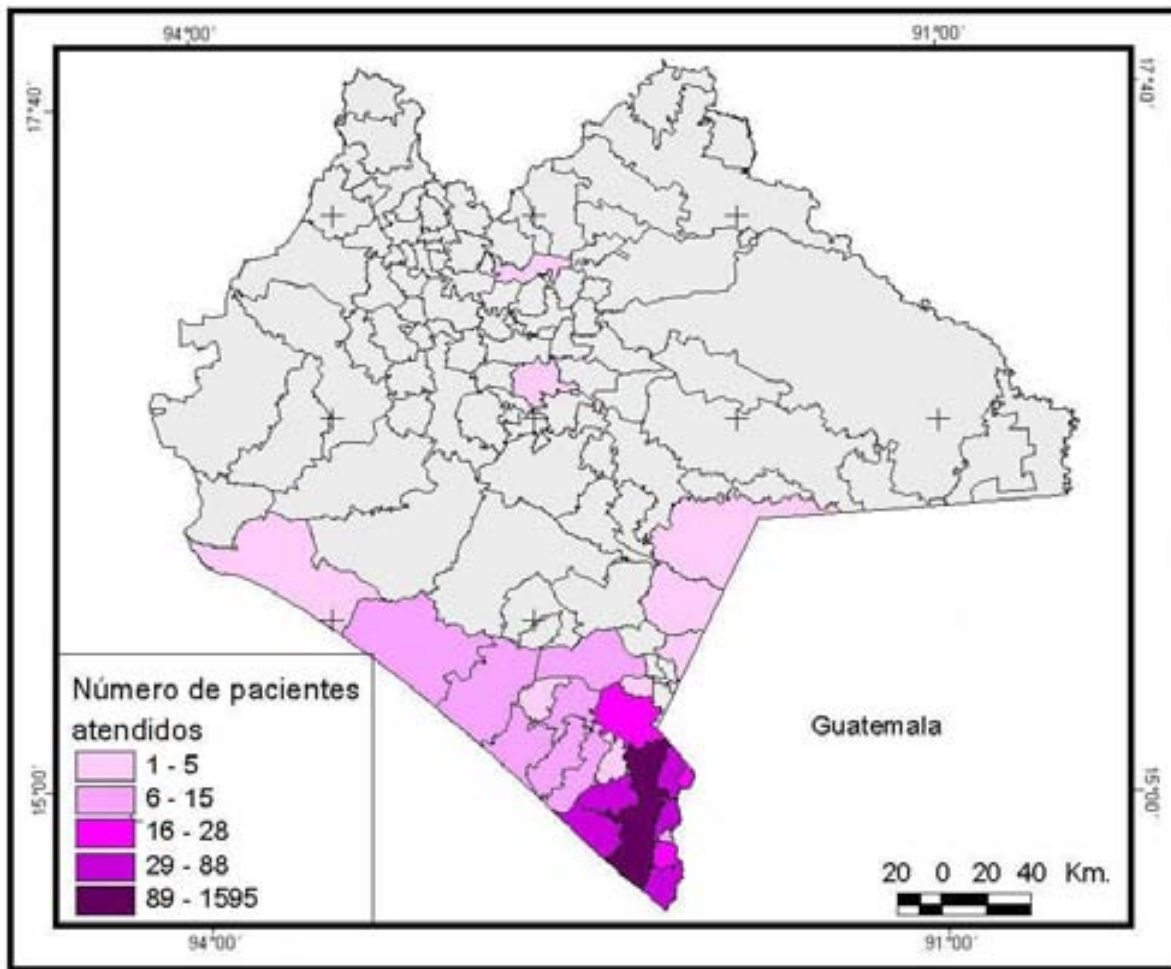 94°00´ 91°00´
17°40´ 17°40´
Número de pacientes
atendidos
1 - 5
6 - 15
16 - 28
29 - 88
89 - 1595
Guatemala
15°00´ 15°00´
20 0 20 40 Km.
94°00´ 91°00´